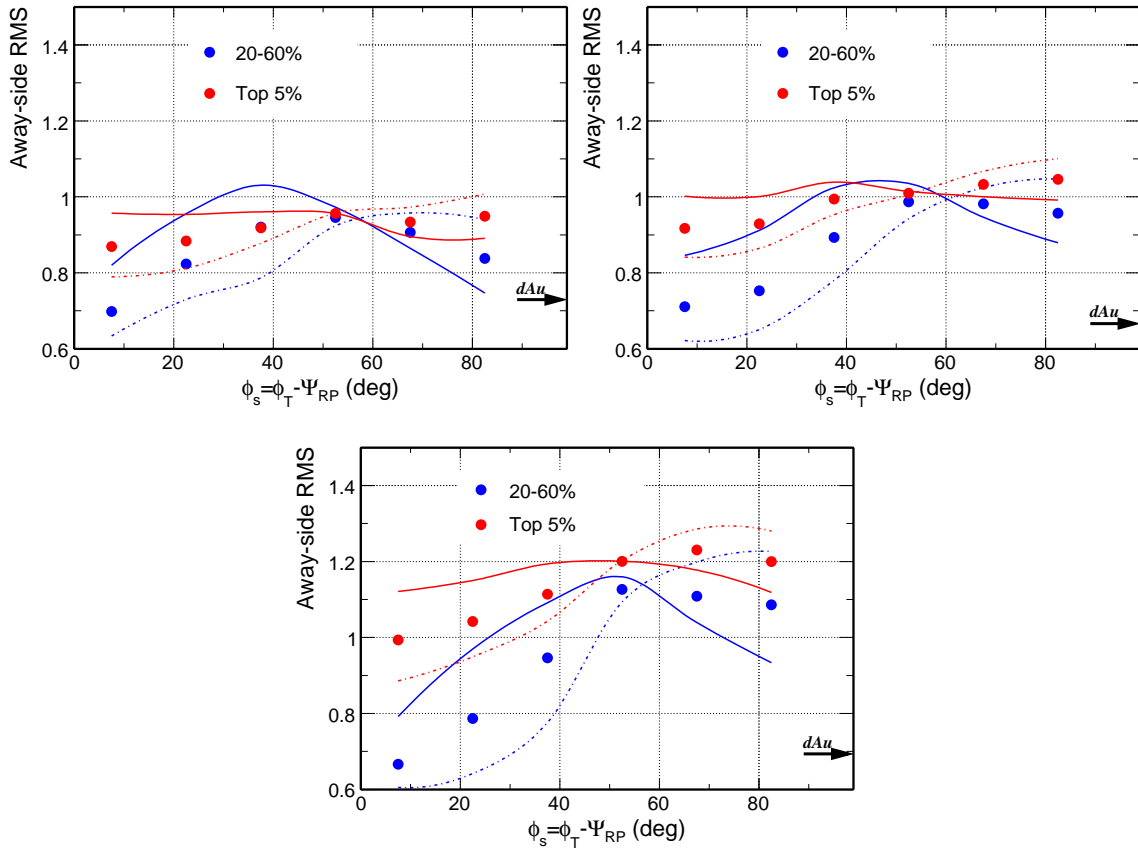 Away-side RMS
1.4
1.2
1
0.8
0.6
20-60%
Top 5%
dAu
0 20 40 60 80
ϕs=ϕT-ΨRP (deg)
Away-side RMS
1.4
1.2
1
0.8
0.6
20-60%
Top 5%
dAu
0 20 40 60 80
ϕs=ϕT-ΨRP (deg)
Away-side RMS
1.4
1.2
1
0.8
0.6
20-60%
Top 5%
dAu
0 20 40 60 80
ϕs=ϕT-ΨRP (deg)